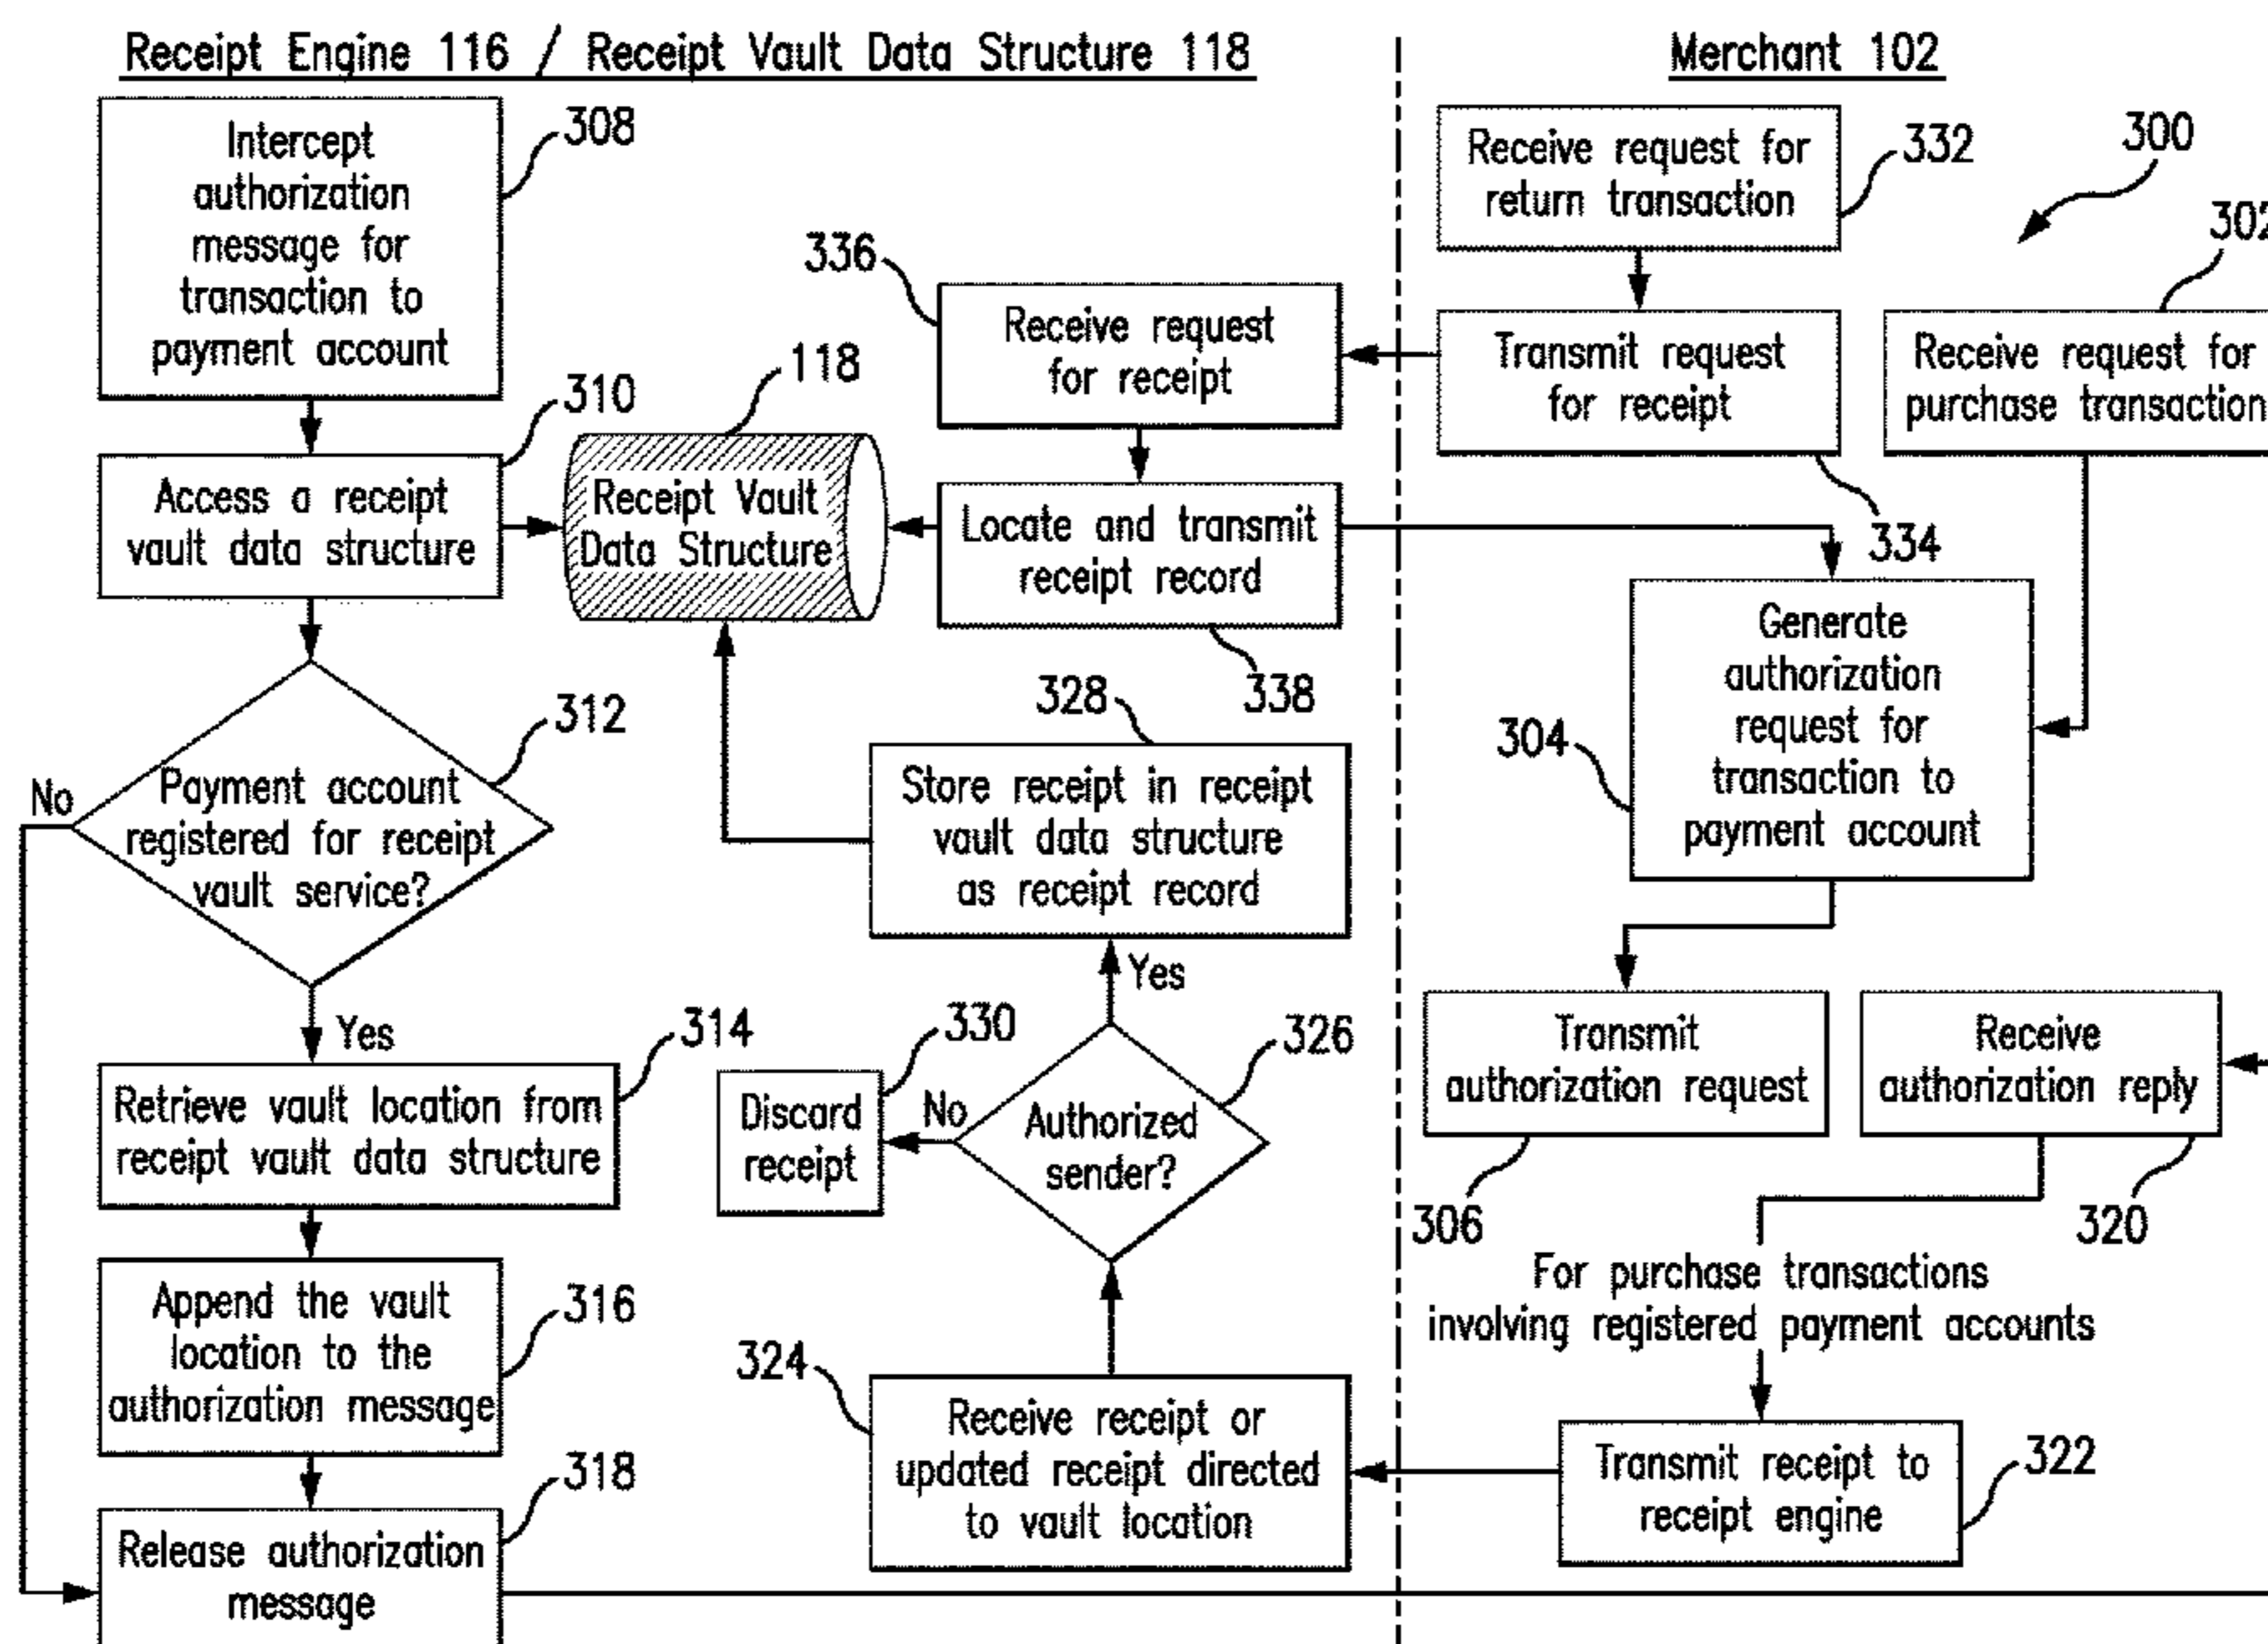 Receipt Engine 116 / Receipt Vault Data Structure 118
Intercept
authorization
message for
transaction to
payment account
308
Access a receipt
vault data structure
310
Payment account
registered for receipt
vault service?
312
No
Yes
Retrieve vault location from
receipt vault data structure
314
Append the vault
location to the
authorization message
316
Release authorization
message
318
118
Receipt Vault
Data Structure
336
Receive request
for receipt
Locate and transmit
receipt record
338
328
Store receipt in receipt
vault data structure
as receipt record
Yes
330
Discard
receipt
No
Authorized
sender?
326
324
Receive receipt or
updated receipt directed
to vault location
Merchant 102
Receive request for
return transaction
332
300
302
Transmit request
for receipt
334
Receive request for
purchase transaction
304
Generate
authorization
request for
transaction to
payment account
Transmit
authorization request
306
Receive
authorization reply
320
For purchase transactions
involving registered payment accounts
Transmit receipt to
receipt engine
322